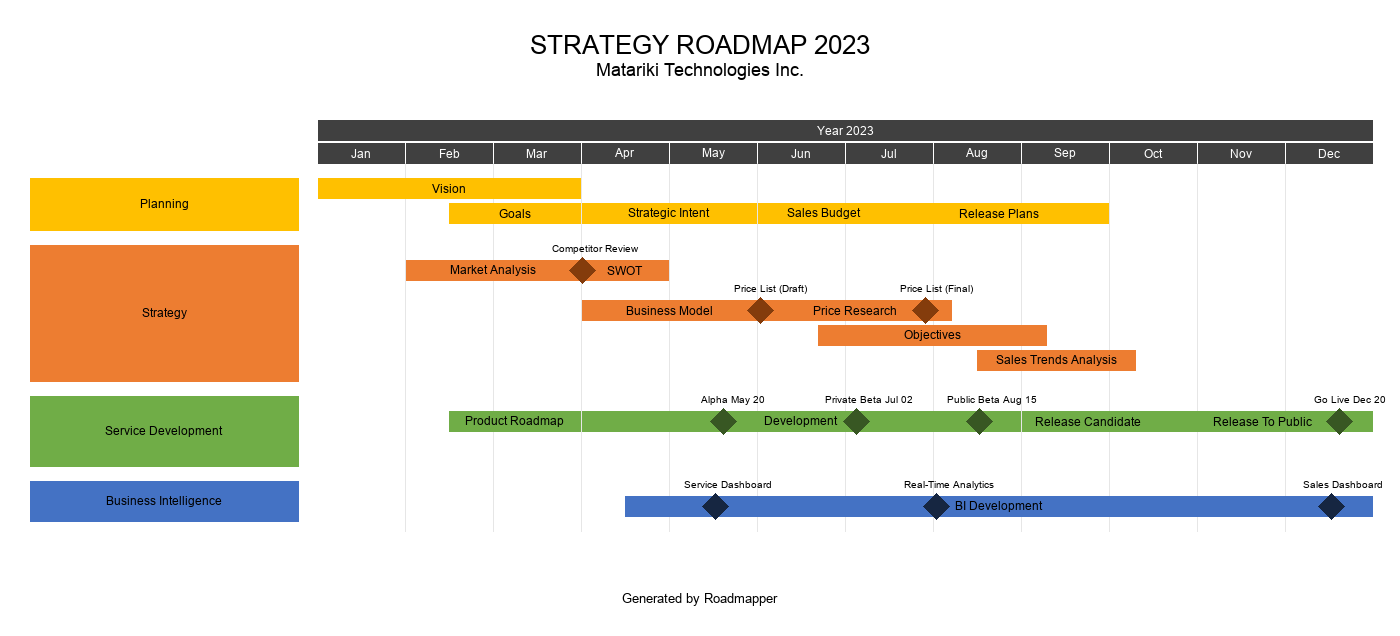 STRATEGY ROADMAP 2023
Matariki Technologies Inc.
Year 2023
Jan Feb Mar Apr May Jun Jul Aug Sep Oct Nov Dec
Planning
Vision
Goals Strategic Intent Sales Budget Release Plans
Strategy
Competitor Review
Market Analysis SWOT
Price List (Draft) Price List (Final)
Business Model Price Research
Objectives
Sales Trends Analysis
Service Development
Alpha May 20 Private Beta Jul 02 Public Beta Aug 15 Go Live Dec 20
Product Roadmap Development Release Candidate Release To Public
Business Intelligence
Service Dashboard Real-Time Analytics Sales Dashboard
BI Development
Generated by Roadmapper